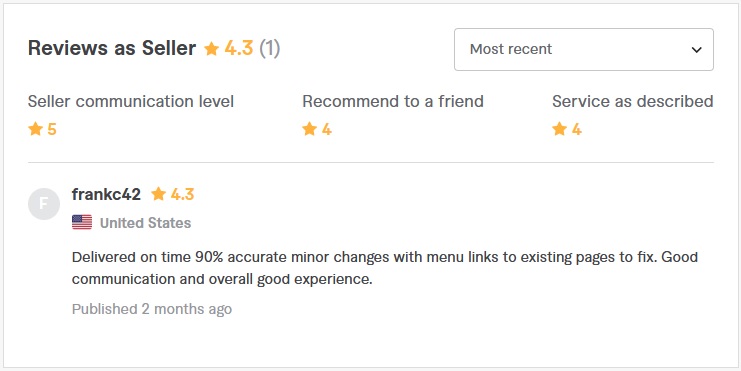 Reviews as Seller 4.3 (1)
Most recent
Seller communication level
5
Recommend to a friend
4
Service as described
4
F
frankc42 4.3
United States
Delivered on time 90% accurate minor changes with menu links to existing pages to fix. Good
communication and overall good experience.
Published 2 months ago